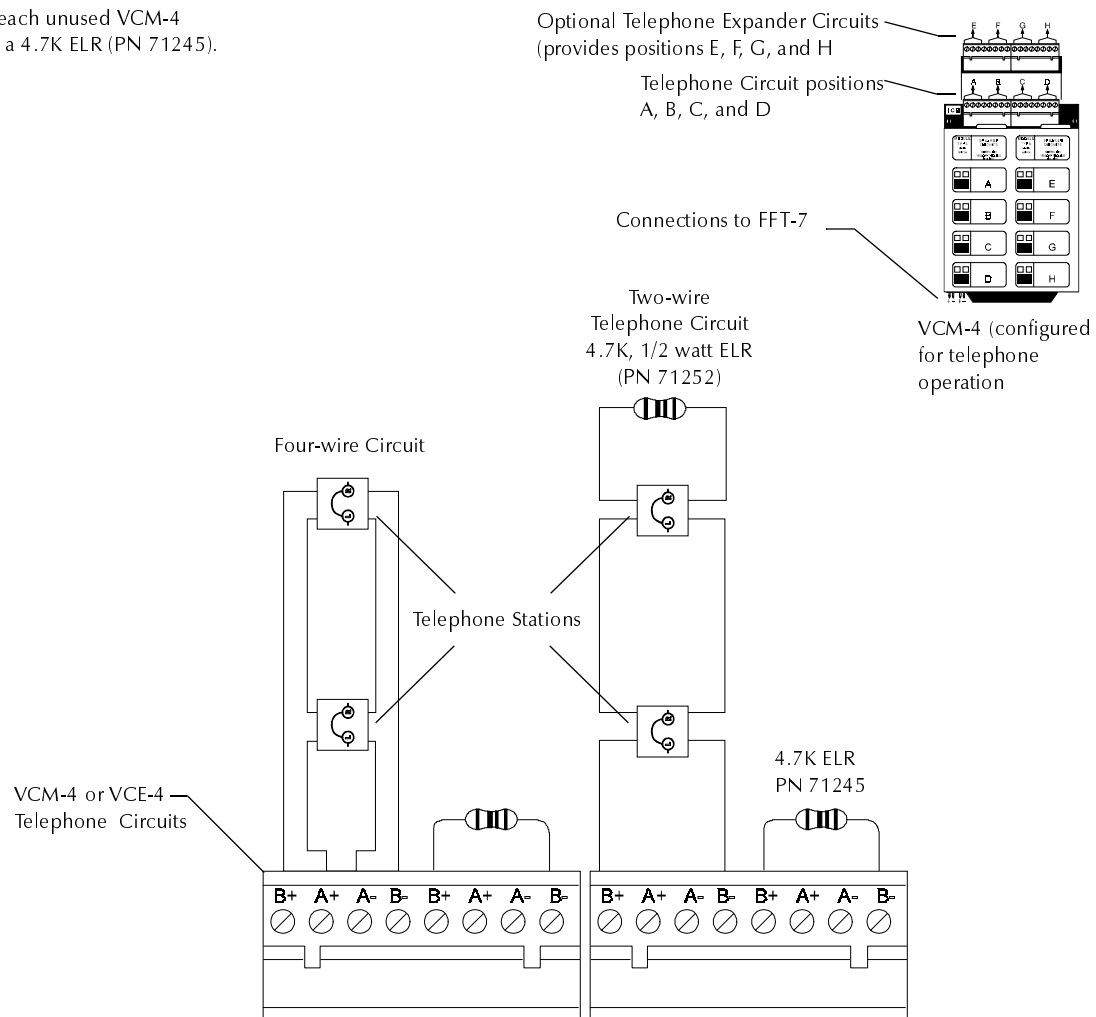 each unused VCM-4
a 4.7K ELR (PN 71245).
Optional Telephone Expander Circuits
(provides positions E, F, G, and H
Telephone Circuit positions
A, B, C, and D
E F G H
A B C D
A E
B F
C G
D H
Connections to FFT-7
VCM-4 (configured
for telephone
operation
Two-wire
Telephone Circuit
4.7K, 1/2 watt ELR
(PN 71252)
Four-wire Circuit
Telephone Stations
4.7K ELR
PN 71245
VCM-4 or VCE-4
Telephone Circuits
B+ A+ A- B- B+ A+ A- B- B+ A+ A- B- B+ A+ A- B-